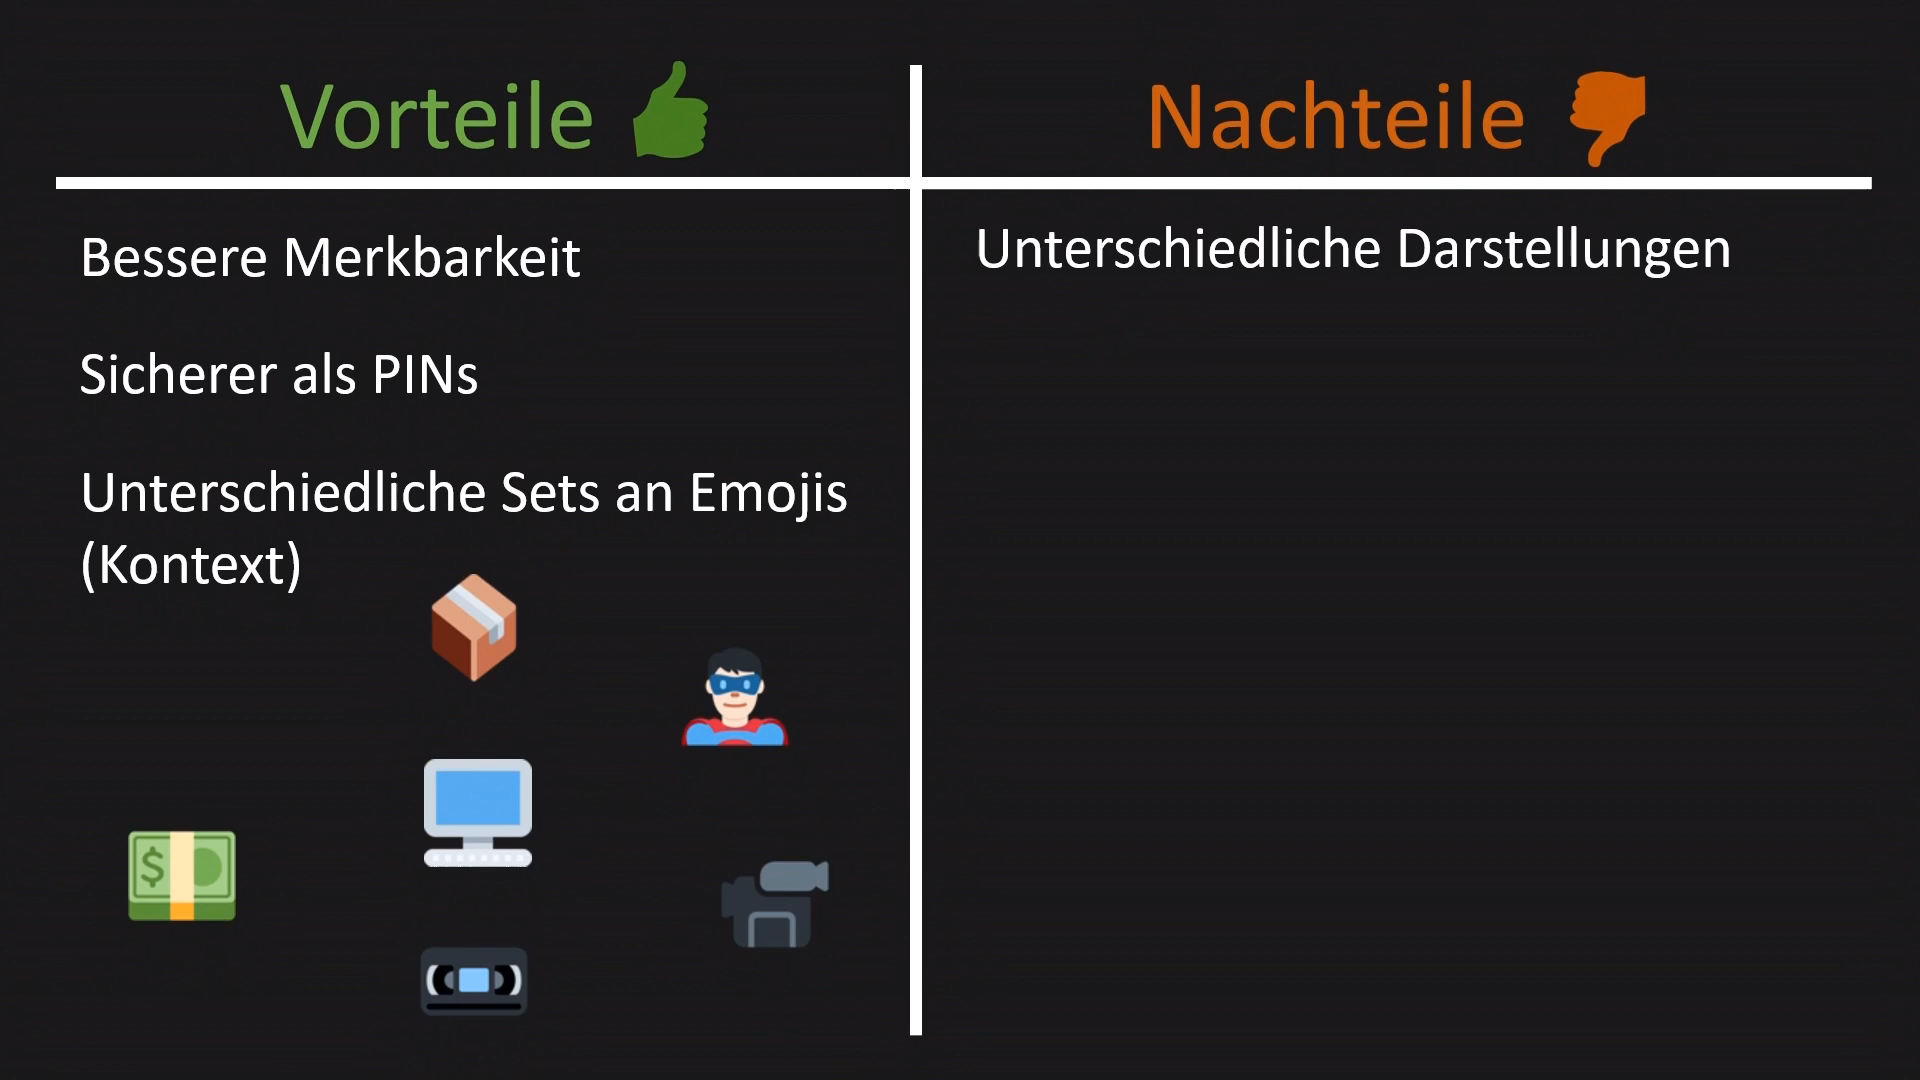 Vorteile
Nachteile
Bessere Merkbarkeit
Sicherer als PINs
Unterschiedliche Sets an Emojis
(Kontext)
$
Unterschiedliche Darstellungen